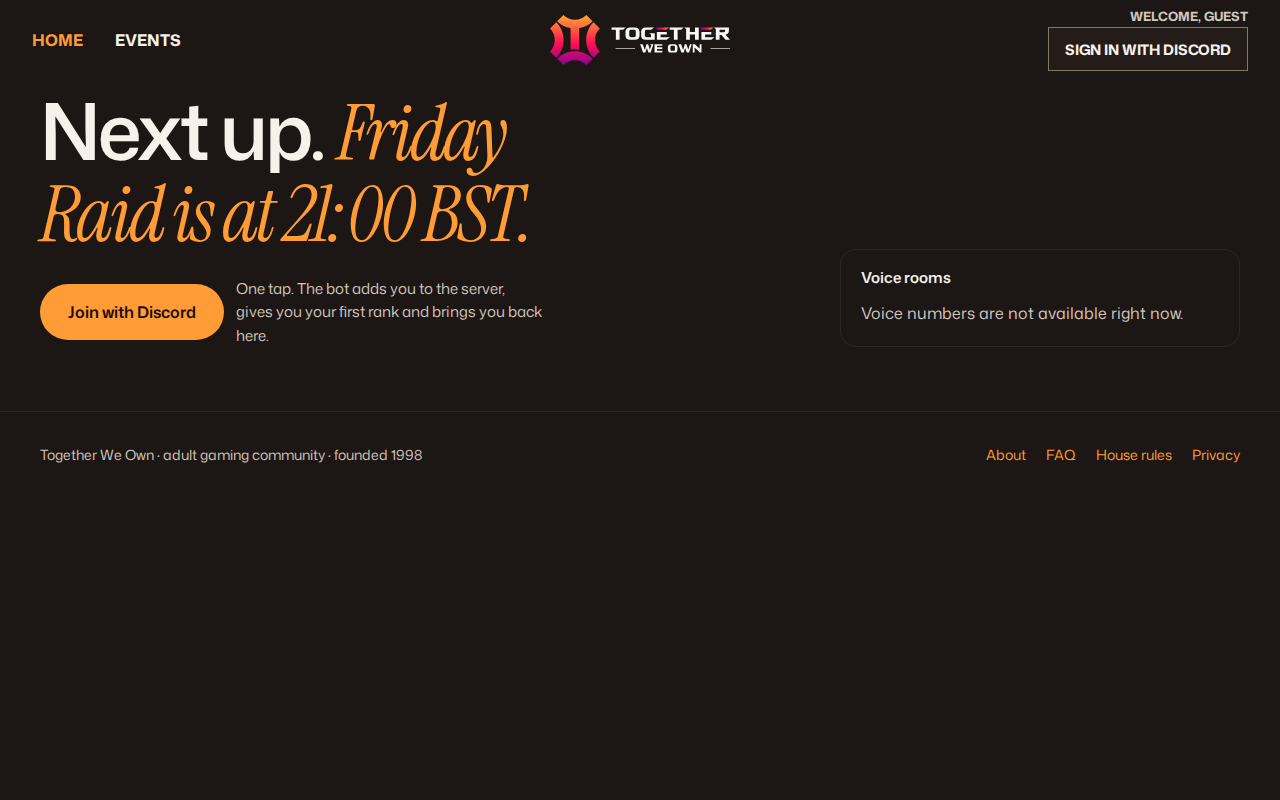 HOME
EVENTS
TOGETHER
WE OWN
WELCOME, GUEST
SIGN IN WITH DISCORD
Next up. Friday
Raid is at 21:00 BST.
Join with Discord
One tap. The bot adds you to the server,
gives you your first rank and brings you back
here.
Voice rooms
Voice numbers are not available right now.
Together We Own · adult gaming community · founded 1998
About
FAQ
House rules
Privacy